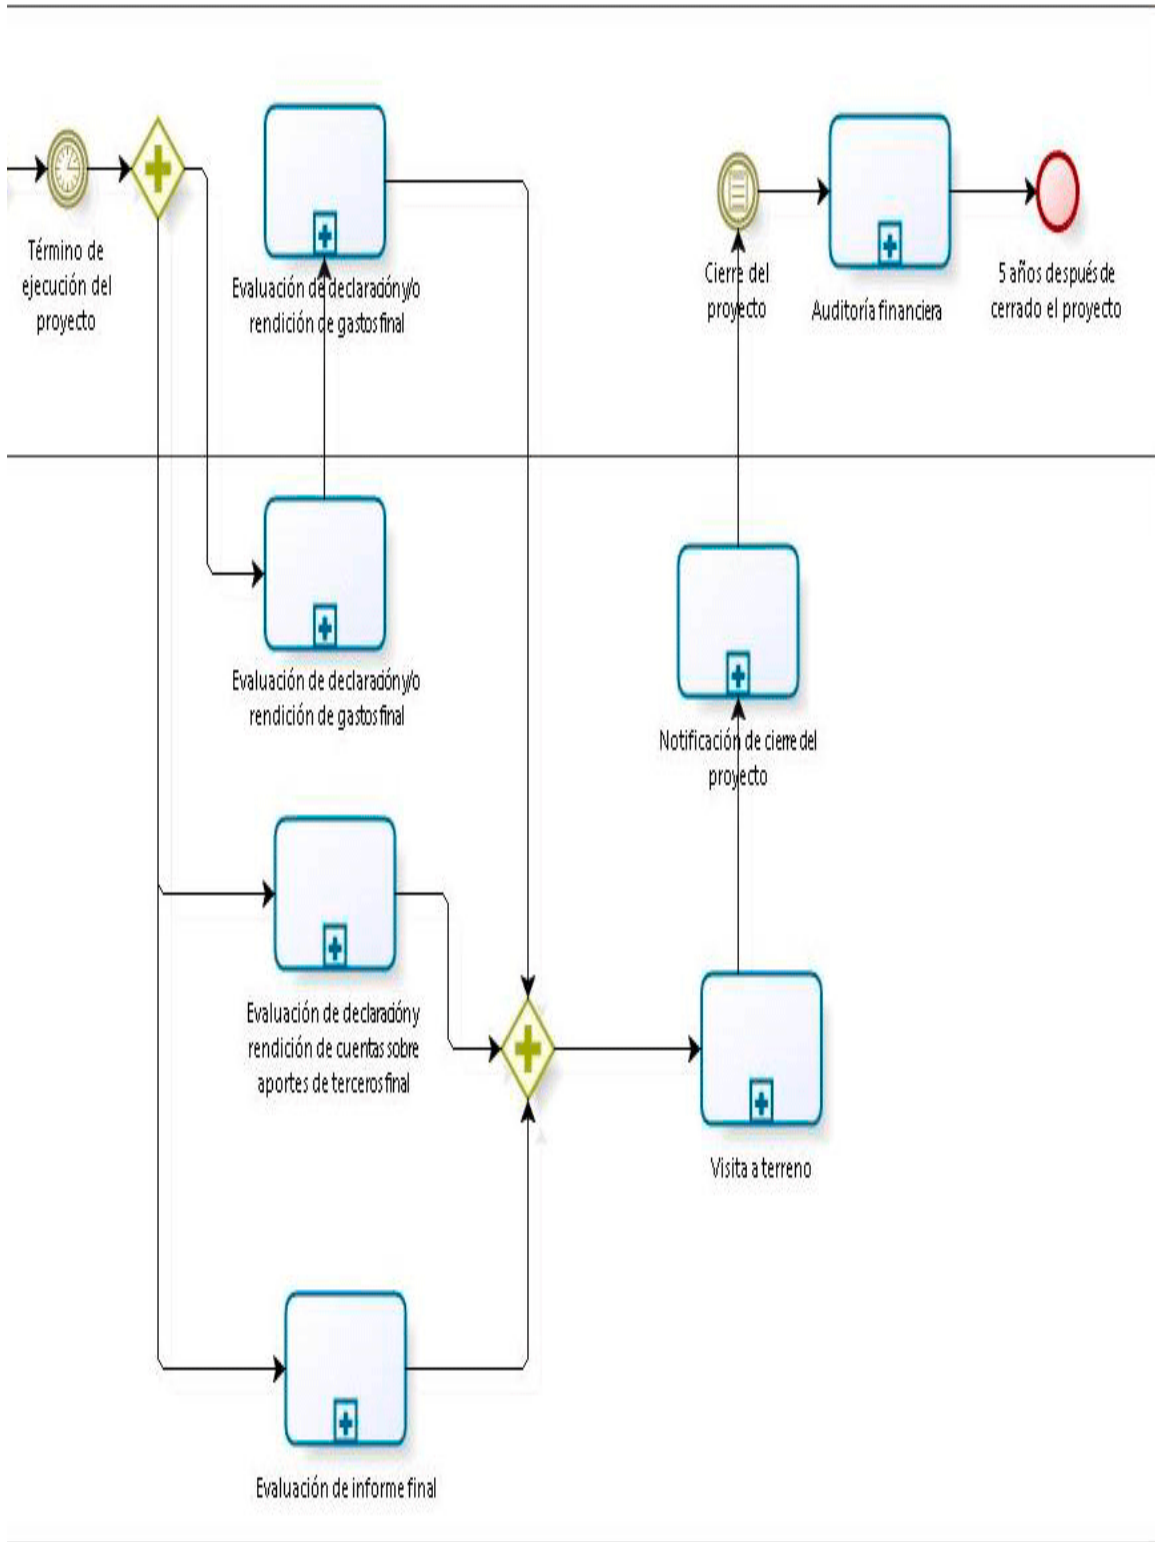 Término de
ejecución del
proyecto
Evaluación de declaración y/o
rendición de gastos final
Cierre del
proyecto
Auditoría financiera
5 años después de
cerrado el proyecto
Evaluación de declaración y/o
rendición de gastos final
Notificación de cierre del
proyecto
Evaluación de declaración y
rendición de cuentas sobre
aportes de terceros final
Visita a terreno
Evaluación de informe final